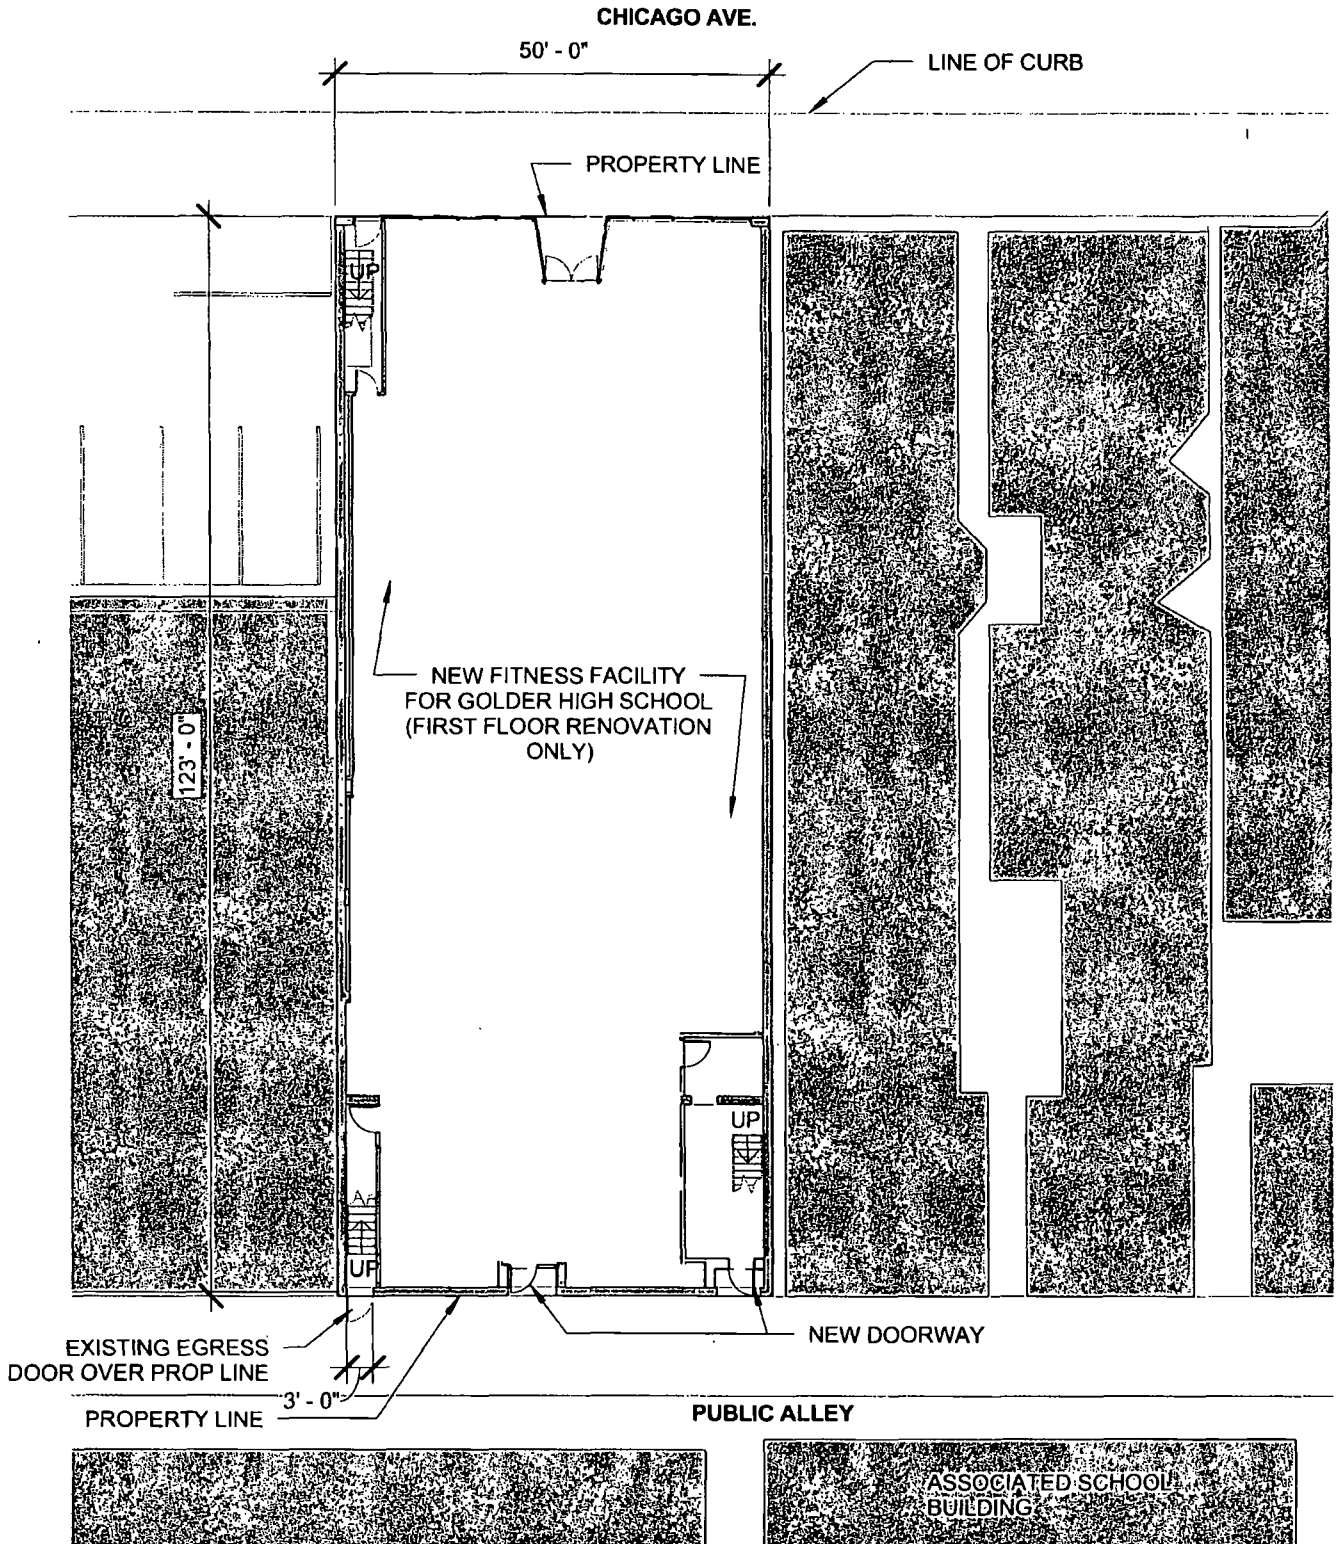 CHICAGO AVE.
50' - 0"
LINE OF CURB
PROPERTY LINE
UP
NEW FITNESS FACILITY
FOR GOLDER HIGH SCHOOL
(FIRST FLOOR RENOVATION
ONLY)
123' - 0"
UP
UP
NEW DOORWAY
EXISTING EGRESS
DOOR OVER PROP LINE
3' - 0"
PROPERTY LINE
PUBLIC ALLEY
ASSOCIATED SCHOOL
BUILDING